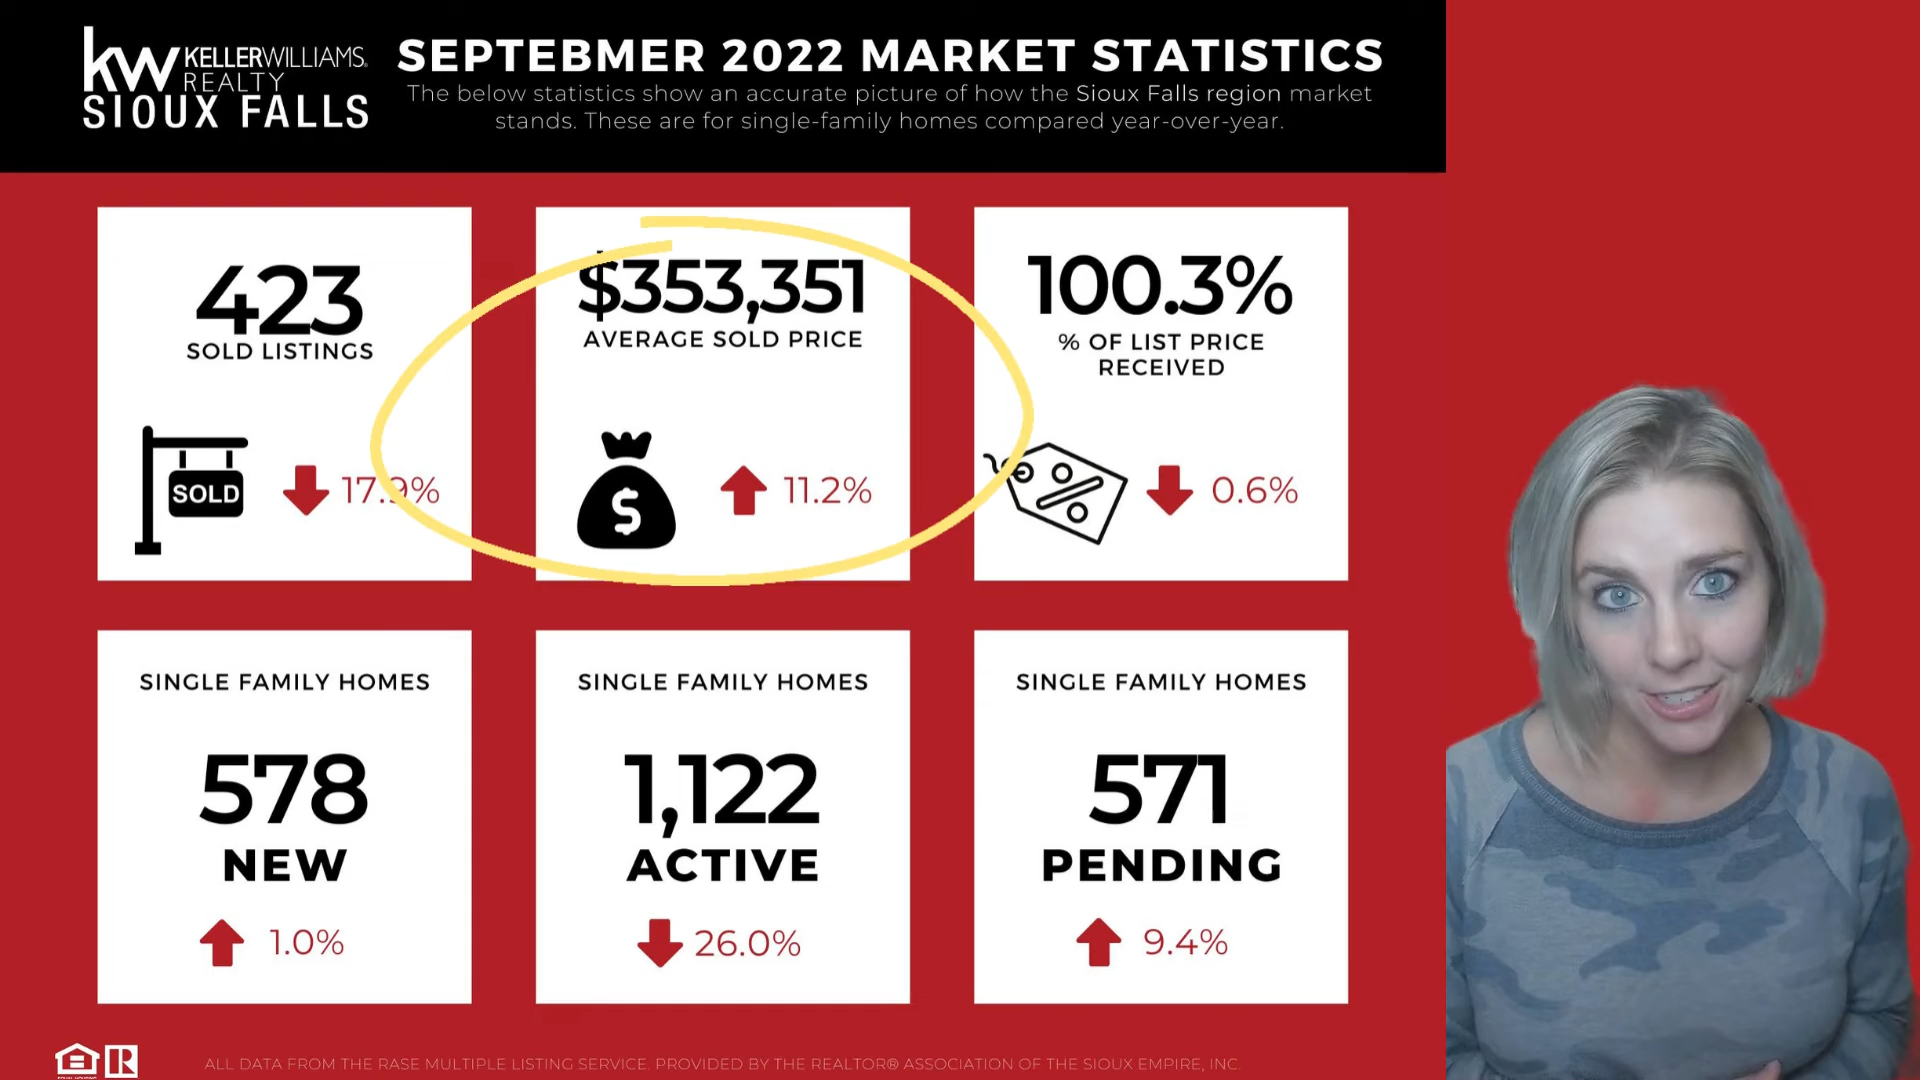 kw KELLERWILLIAMS.
REALTY
SIOUX FALLS
SEPTEBMER 2022 MARKET STATISTICS
The below statistics show an accurate picture of how the Sioux Falls region market
stands. These are for single-family homes compared year-over-year.
423
SOLD LISTINGS
SOLD
17.9%
$353,351
AVERAGE SOLD PRICE
$
11.2%
100.3%
% OF LIST PRICE
RECEIVED
%
0.6%
SINGLE FAMILY HOMES
578
NEW
1.0%
SINGLE FAMILY HOMES
1,122
ACTIVE
26.0%
SINGLE FAMILY HOMES
571
PENDING
9.4%
R
ALL DATA FROM THE RASE MULTIPLE LISTING SERVICE. PROVIDED BY THE REALTOR® ASSOCIATION OF THE SIOUX EMPIRE, INC.